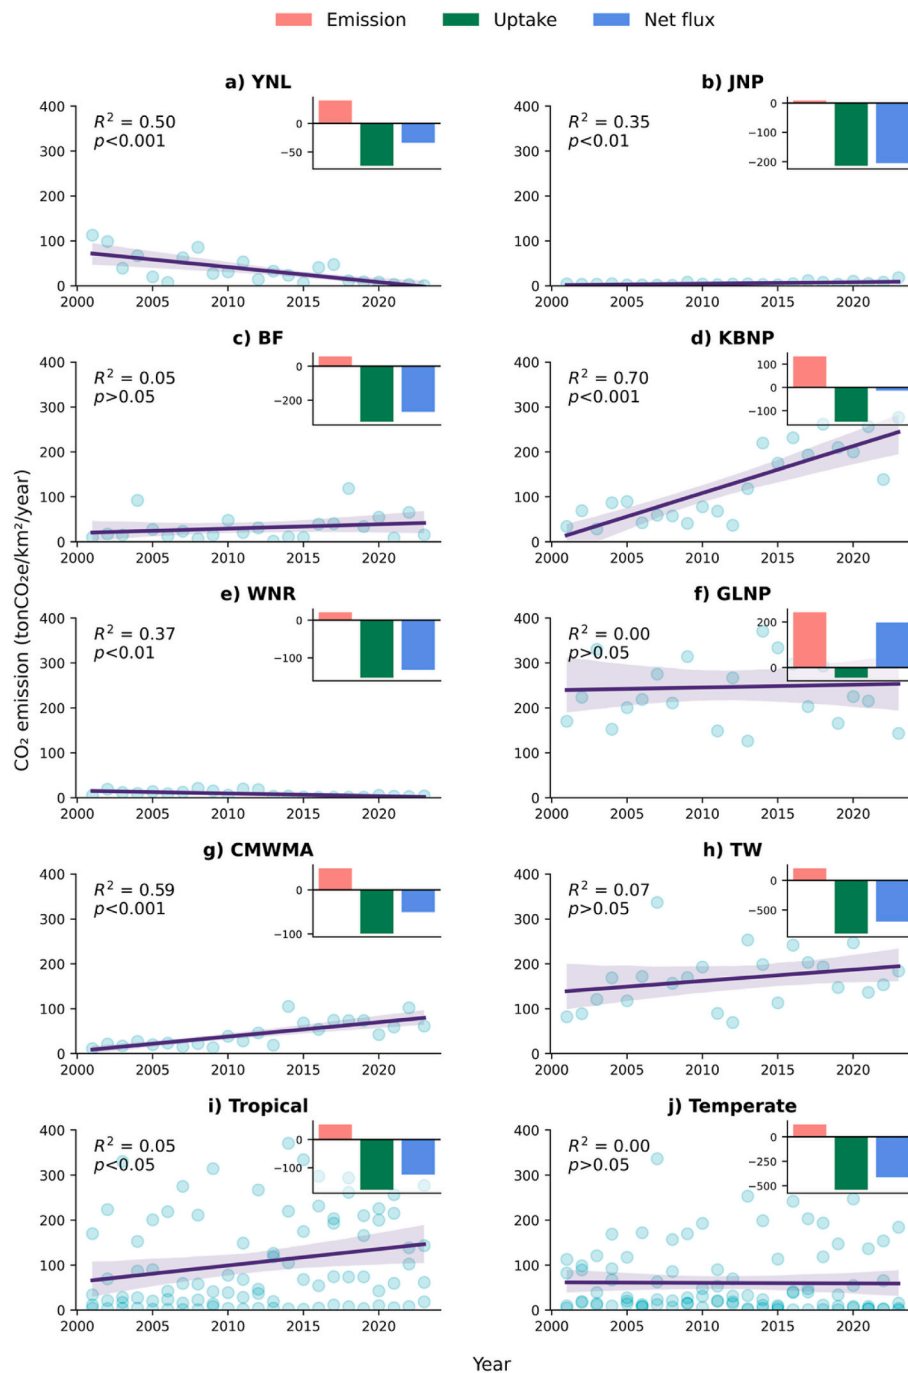 Emission Uptake Net flux
a) YNL
R² = 0.50
p<0.001
400
300
200
100
0
2000 2005 2010 2015 2020
0
−50
b) JNP
R² = 0.35
p<0.01
400
300
200
100
0
2000 2005 2010 2015 2020
0
−100
−200
c) BF
R² = 0.05
p>0.05
400
300
200
100
0
2000 2005 2010 2015 2020
0
−200
d) KBNP
R² = 0.70
p<0.001
400
300
200
100
0
2000 2005 2010 2015 2020
100
0
−100
e) WNR
R² = 0.37
p<0.01
400
300
200
100
0
2000 2005 2010 2015 2020
0
−100
f) GLNP
R² = 0.00
p>0.05
400
300
200
100
0
2000 2005 2010 2015 2020
200
0
g) CMWMA
R² = 0.59
p<0.001
400
300
200
100
0
2000 2005 2010 2015 2020
0
−100
h) TW
R² = 0.07
p>0.05
400
300
200
100
0
2000 2005 2010 2015 2020
0
−500
i) Tropical
R² = 0.05
p<0.05
400
300
200
100
0
2000 2005 2010 2015 2020
0
−100
j) Temperate
R² = 0.00
p>0.05
400
300
200
100
0
2000 2005 2010 2015 2020
0
−250
−500
CO₂ emission (tonCO₂e/km²/year)
Year